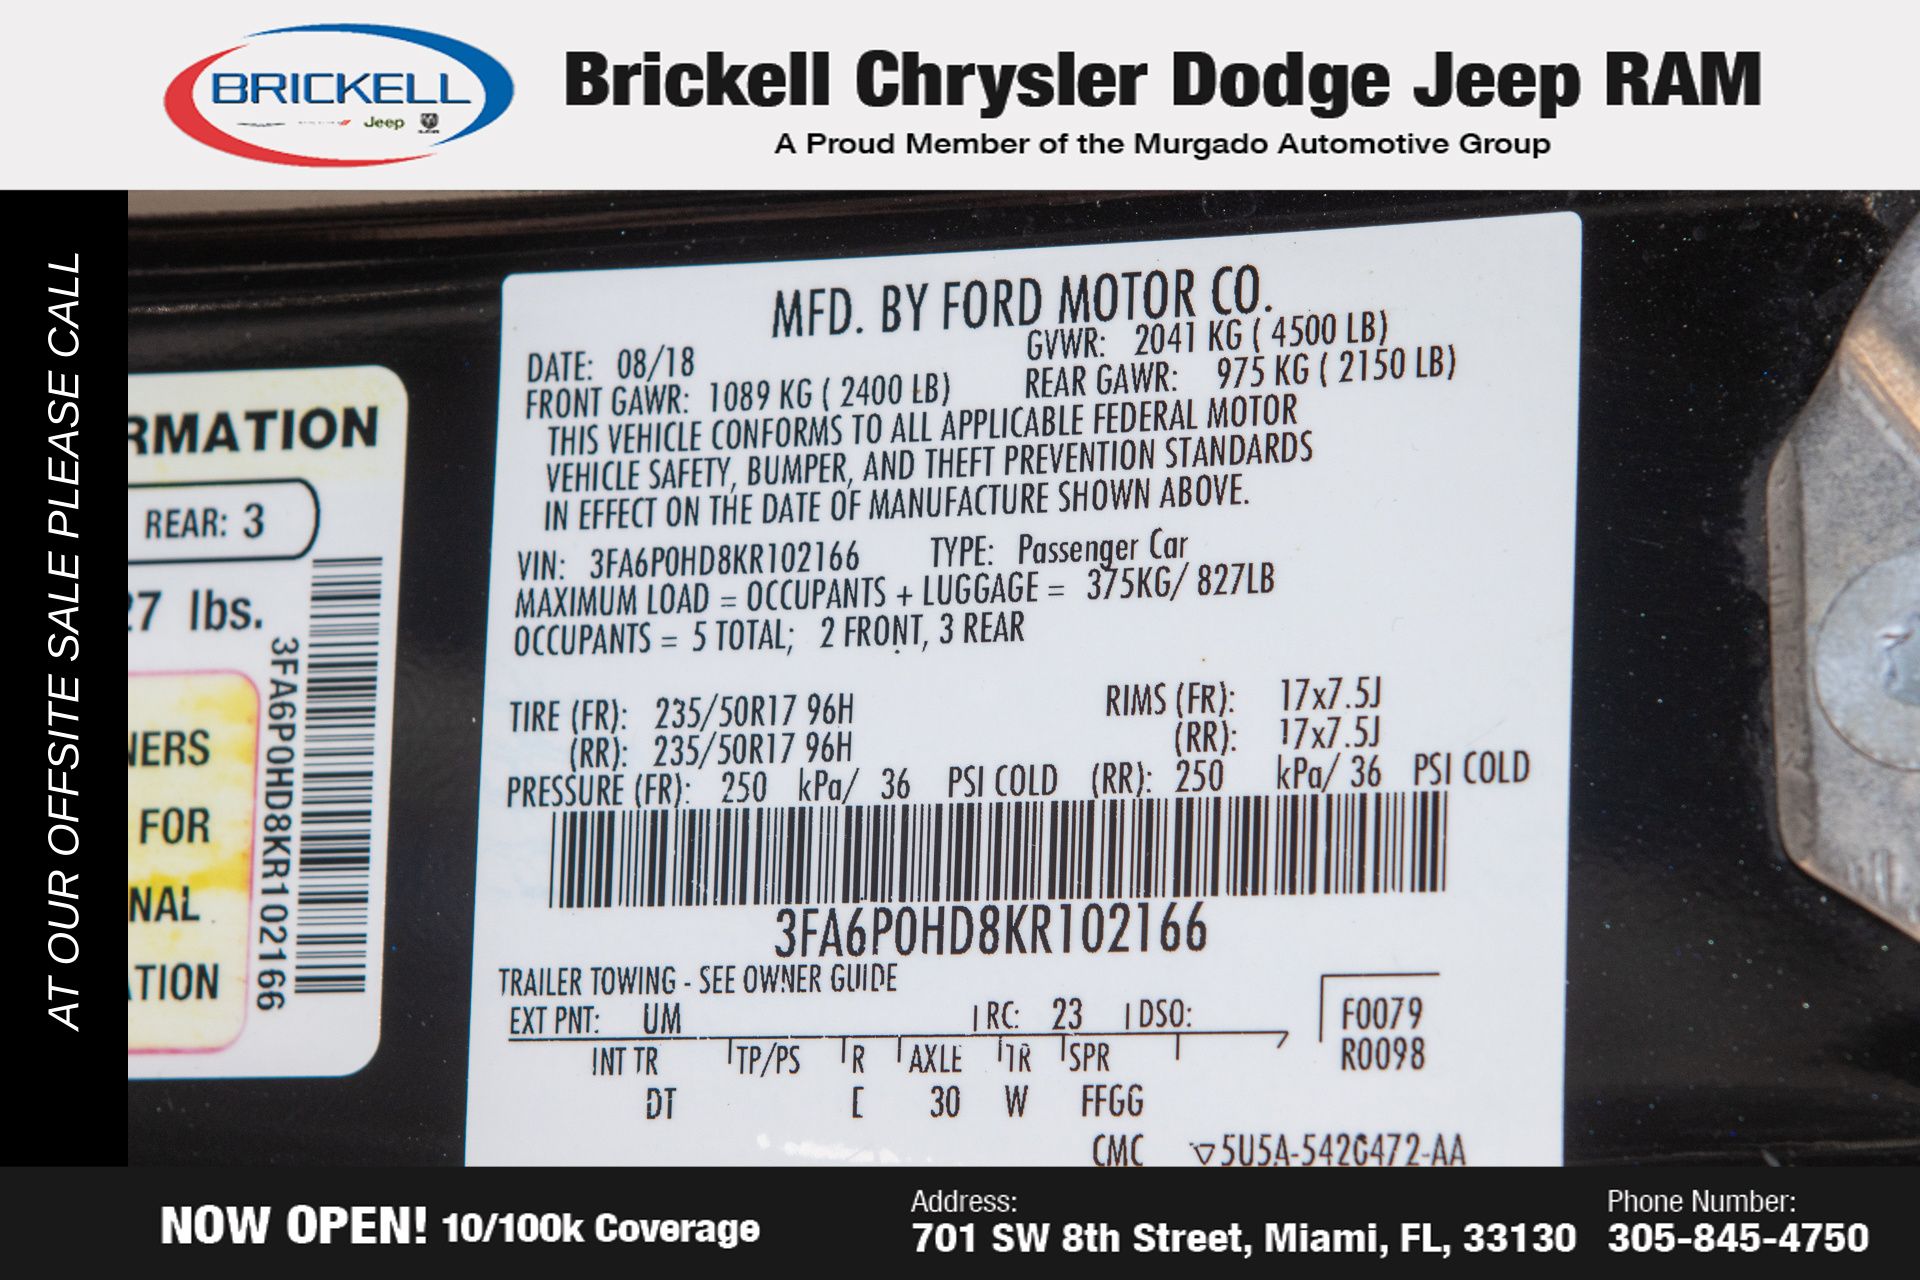 BRICKELL
Jeep
Brickell Chrysler Dodge Jeep RAM
A Proud Member of the Murgado Automotive Group
AT OUR OFFSITE SALE PLEASE CALL
RMATION
REAR: 3
27 lbs.
3FA6P0HD8KR102166
NERS
FOR
NAL
ATION
MFD. BY FORD MOTOR CO.
DATE: 08/18 GVWR: 2041 KG ( 4500 LB)
FRONT GAWR: 1089 KG ( 2400 LB) REAR GAWR: 975 KG ( 2150 LB)
THIS VEHICLE CONFORMS TO ALL APPLICABLE FEDERAL MOTOR
VEHICLE SAFETY, BUMPER, AND THEFT PREVENTION STANDARDS
IN EFFECT ON THE DATE OF MANUFACTURE SHOWN ABOVE.
VIN: 3FA6P0HD8KR102166 TYPE: Passenger Car
MAXIMUM LOAD = OCCUPANTS + LUGGAGE = 375KG/ 827LB
OCCUPANTS = 5 TOTAL; 2 FRONT, 3 REAR
TIRE (FR): 235/50R17 96H RIMS (FR): 17x7.5J
(RR): 235/50R17 96H (RR): 17x7.5J
PRESSURE (FR): 250 kPa/ 36 PSI COLD (RR): 250 kPa/ 36 PSI COLD
3FA6P0HD8KR102166
TRAILER TOWING - SEE OWNER GUIDE
EXT PNT: UM RC: 23 DSO: F0079
INT TR TP/PS R AXLE TR SPR R0098
DT E 30 W FFGG
CMC ▽5U5A-5420472-AA
NOW OPEN! 10/100k Coverage
Address:
701 SW 8th Street, Miami, FL, 33130
Phone Number:
305-845-4750